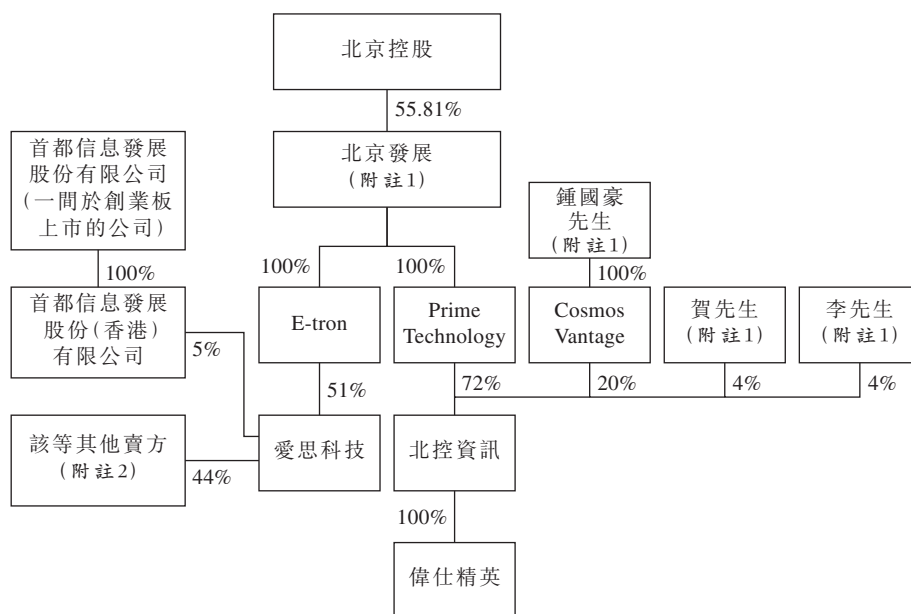 北京控股
55.81%
首都信息發展
股份有限公司
(一間於創業板
上市的公司)
北京發展
(附註1)
鍾國豪
先生
(附註1)
100%
100%
100%
100%
首都信息發展
股份(香港)
有限公司
E-tron
Prime
Technology
Cosmos
Vantage
賀先生
(附註1)
李先生
(附註1)
5%
51%
72%
20%
4%
4%
該等其他賣方
(附註2)
44%
愛思科技
北控資訊
100%
偉仕精英